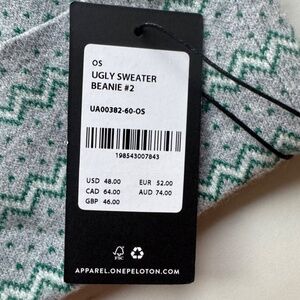 OS
UGLY SWEATER
BEANIE #2
UA00382-60-OS
198543007843
USD 48.00 EUR 52.00
CAD 64.00 AUD 74.00
GBP 46.00
FSC
APPAREL.ONEPELOTON.COM